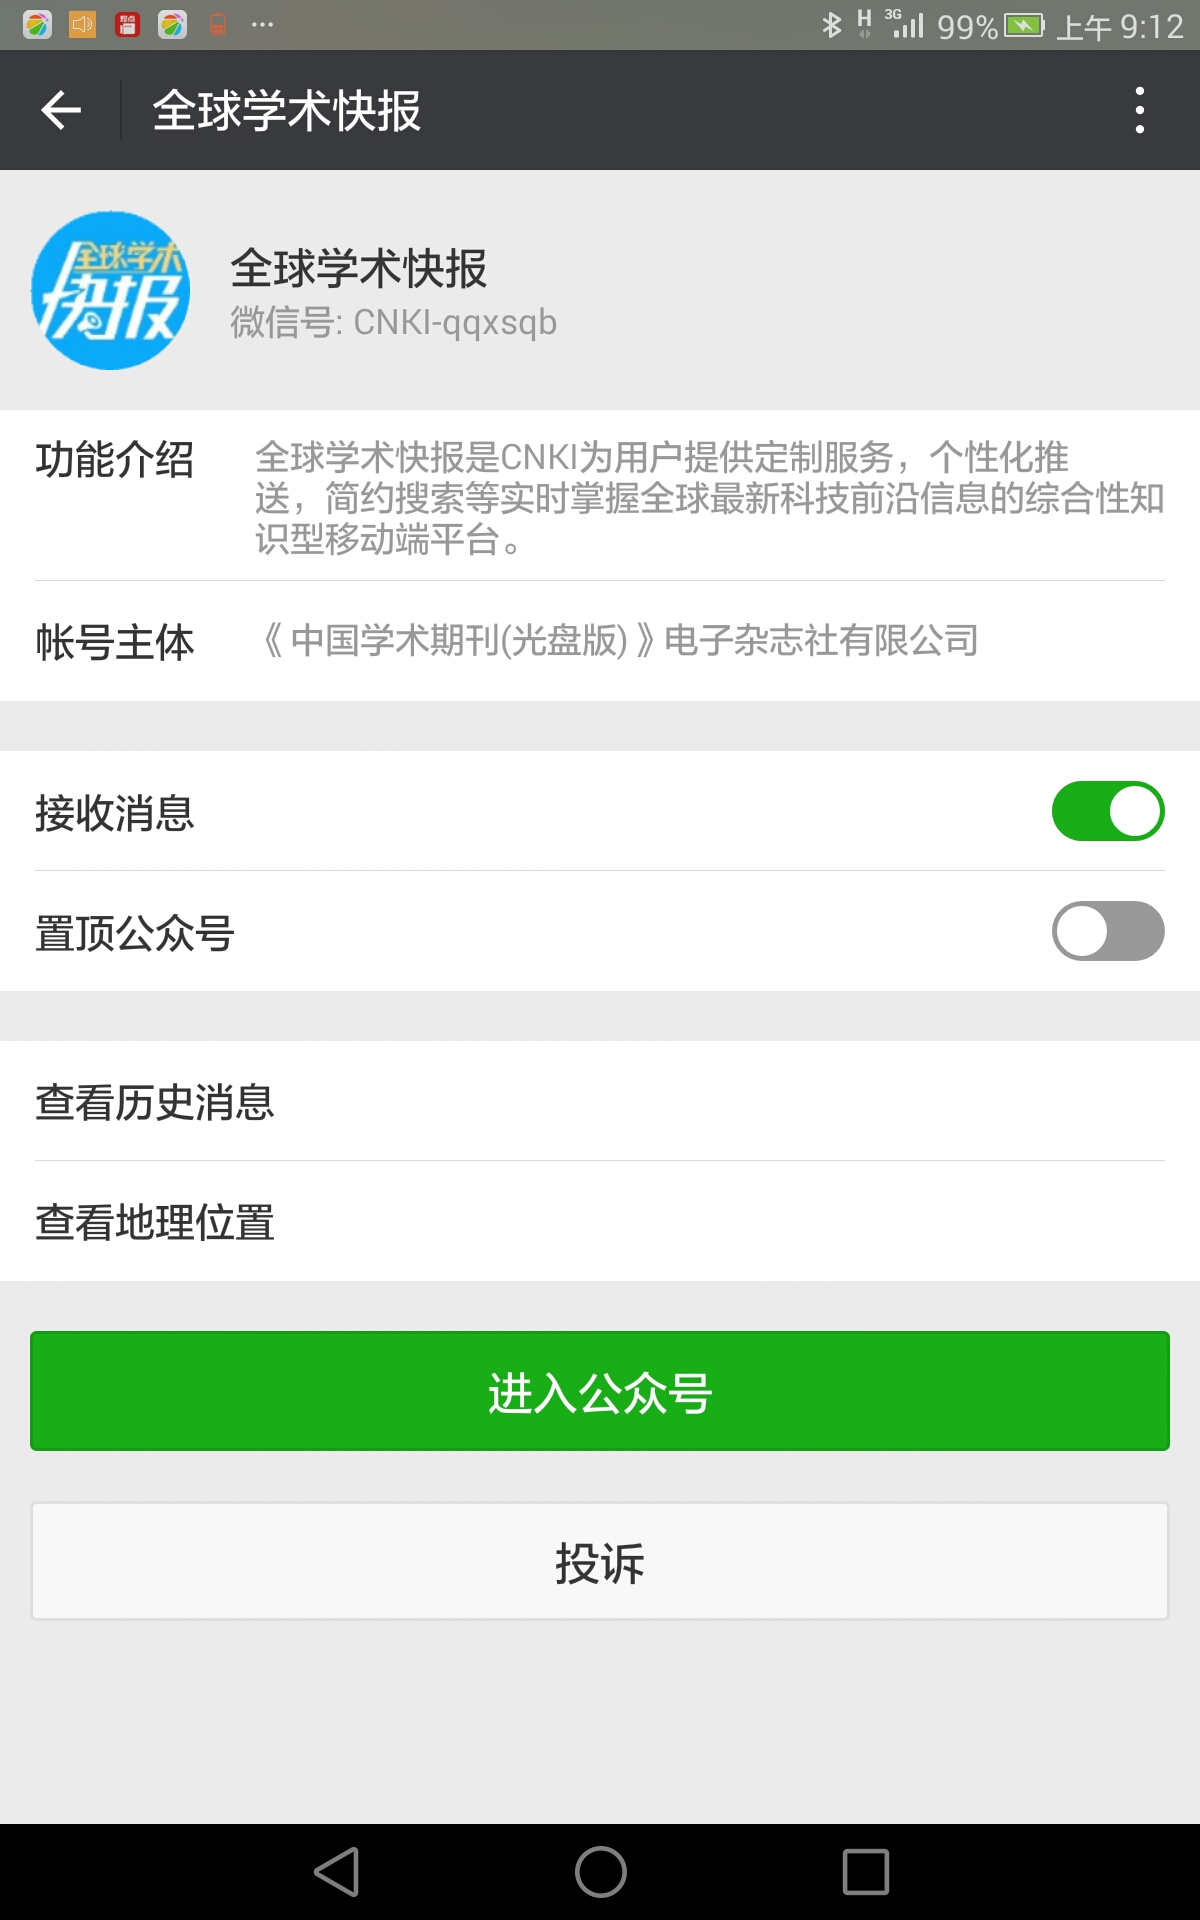 H 3G 99% 上午 9:12
全球学术快报
全球学术
快报
全球学术快报
微信号: CNKI-qqxsqb
功能介绍
全球学术快报是CNKI为用户提供定制服务，个性化推
送，简约搜索等实时掌握全球最新科技前沿信息的综合性知
识型移动端平台。
帐号主体
《中国学术期刊(光盘版)》电子杂志社有限公司
接收消息
置顶公众号
查看历史消息
查看地理位置
进入公众号
投诉